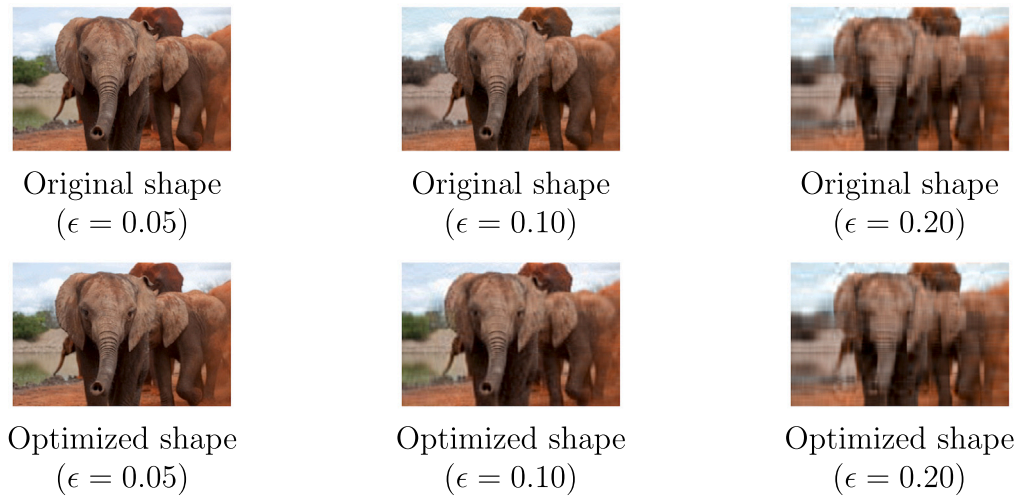 Original shape
(ϵ = 0.05)
Original shape
(ϵ = 0.10)
Original shape
(ϵ = 0.20)
Optimized shape
(ϵ = 0.05)
Optimized shape
(ϵ = 0.10)
Optimized shape
(ϵ = 0.20)